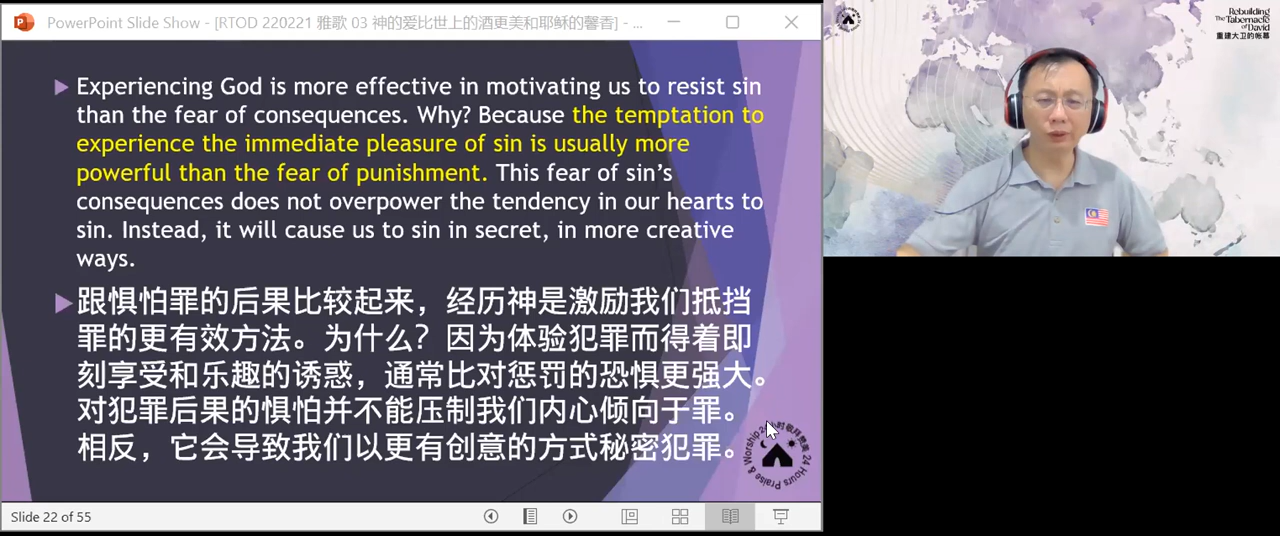 PowerPoint Slide Show - [RTOD 220221 雅歌 03 神的爱比世上的酒更美和耶稣的馨香] - ...
Experiencing God is more effective in motivating us to resist sin
than the fear of consequences. Why? Because the temptation to
experience the immediate pleasure of sin is usually more
powerful than the fear of punishment. This fear of sin's
consequences does not overpower the tendency in our hearts to
sin. Instead, it will cause us to sin in secret, in more creative
ways.
跟惧怕罪的后果比较起来，经历神是激励我们抵挡
罪的更有效方法。为什么？因为体验犯罪而得着即
刻享受和乐趣的诱惑，通常比对惩罚的恐惧更强大。
对犯罪后果的惧怕并不能压制我们内心倾向于罪。
相反，它会导致我们以更有创意的方式秘密犯罪。
24 Hours Praise & Worship
Slide 22 of 55
Rebuilding
The Tabernacle
of David
重建大卫的帐幕